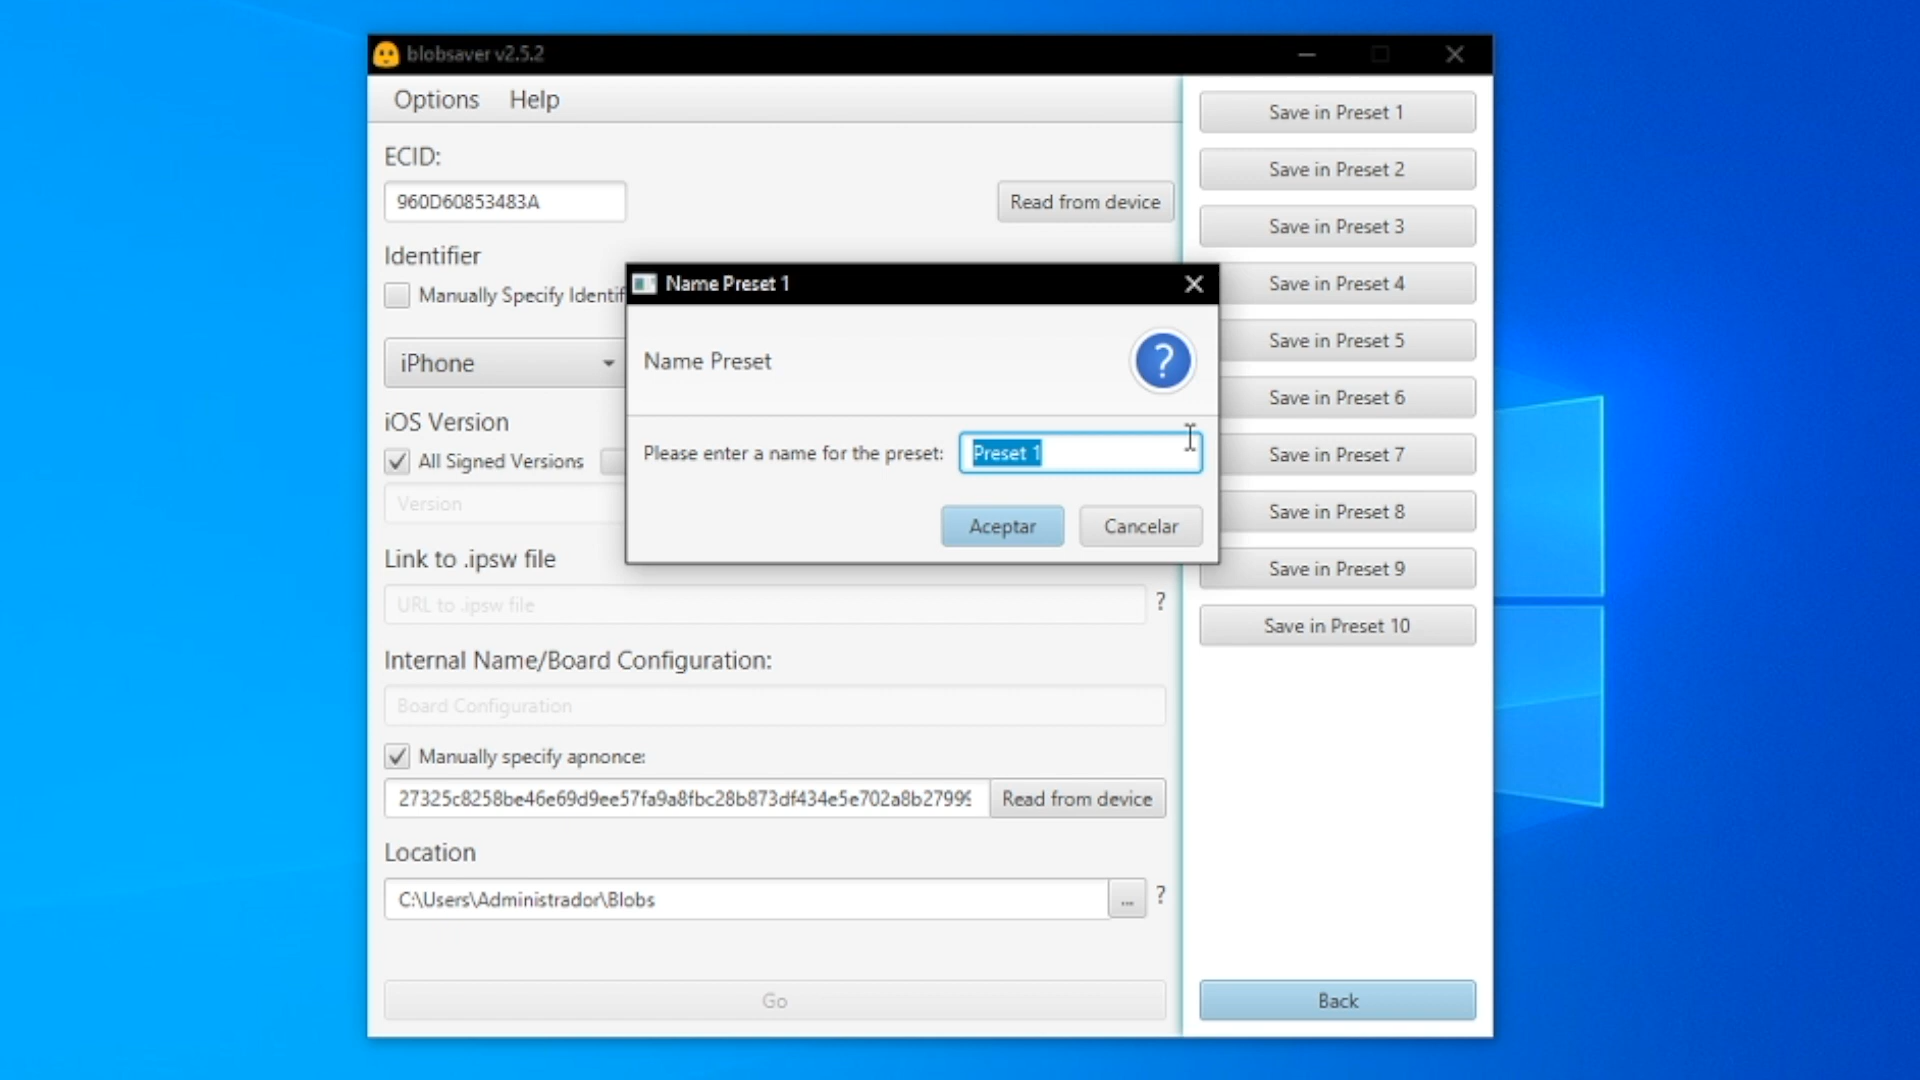 blobsaver v2.5.2
Options Help
ECID:
960D60853483A
Read from device
Identifier
Manually Specify Identif
iPhone
iOS Version
All Signed Versions
Version
Link to .ipsw file
URL to .ipsw file
?
Internal Name/Board Configuration:
Board Configuration
Manually specify apnonce:
27325c8258be46e69d9ee57fa9a8fbc28b873df434e5e702a8b27999
Read from device
Location
C:\Users\Administrador\Blobs
...
?
Go
Name Preset 1
Name Preset
?
Please enter a name for the preset:
Preset 1
Aceptar
Cancelar
Save in Preset 1
Save in Preset 2
Save in Preset 3
Save in Preset 4
Save in Preset 5
Save in Preset 6
Save in Preset 7
Save in Preset 8
Save in Preset 9
Save in Preset 10
Back